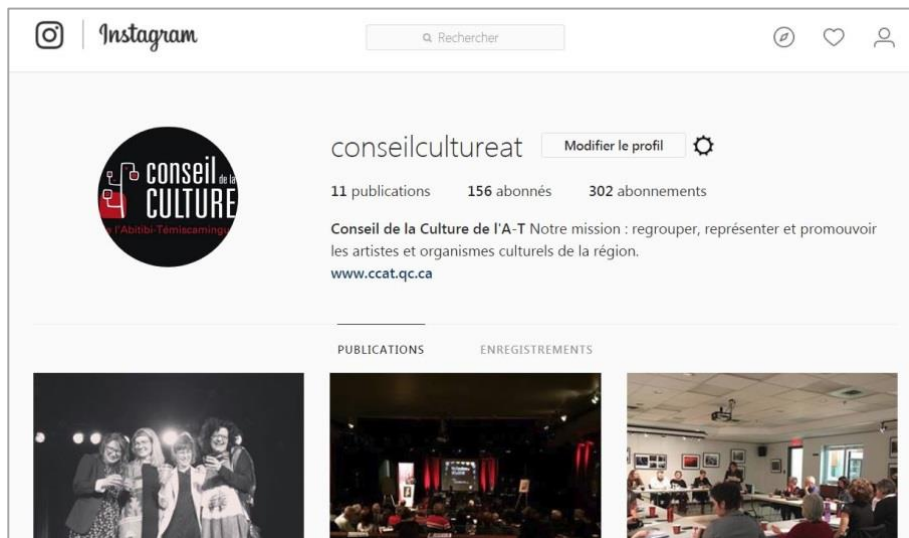 Instagram
Rechercher
conseilcultureat Modifier le profil
11 publications 156 abonnés 302 abonnements
Conseil de la Culture de l'A-T Notre mission : regrouper, représenter et promouvoir
les artistes et organismes culturels de la région.
www.ccat.qc.ca
conseil de la
CULTURE
de l'Abitibi-Témiscamingue
PUBLICATIONS ENREGISTREMENTS